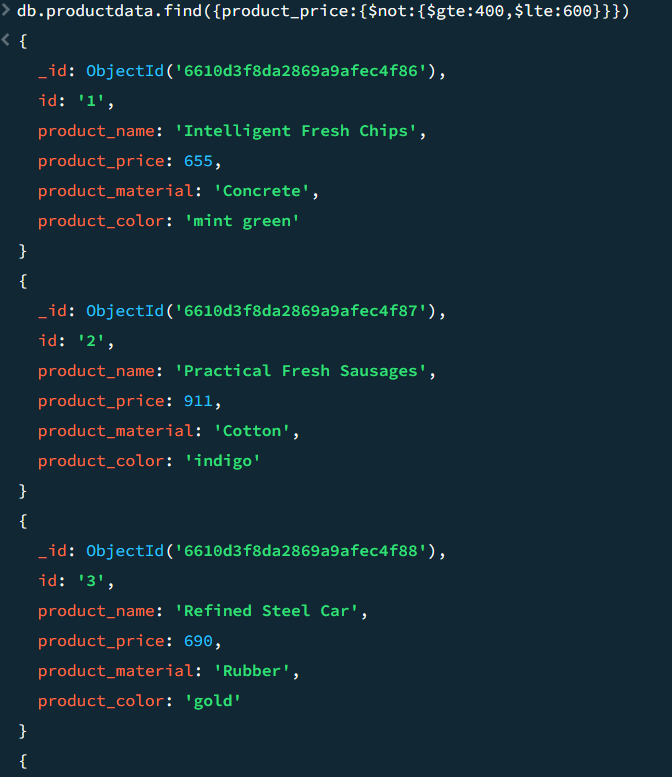 > db.productdata.find({product_price:{$not:{$gte:400,$lte:600}}})
< {
_id: ObjectId('6610d3f8da2869a9afec4f86'),
id: '1',
product_name: 'Intelligent Fresh Chips',
product_price: 655,
product_material: 'Concrete',
product_color: 'mint green'
}
{
_id: ObjectId('6610d3f8da2869a9afec4f87'),
id: '2',
product_name: 'Practical Fresh Sausages',
product_price: 911,
product_material: 'Cotton',
product_color: 'indigo'
}
{
_id: ObjectId('6610d3f8da2869a9afec4f88'),
id: '3',
product_name: 'Refined Steel Car',
product_price: 690,
product_material: 'Rubber',
product_color: 'gold'
}
{